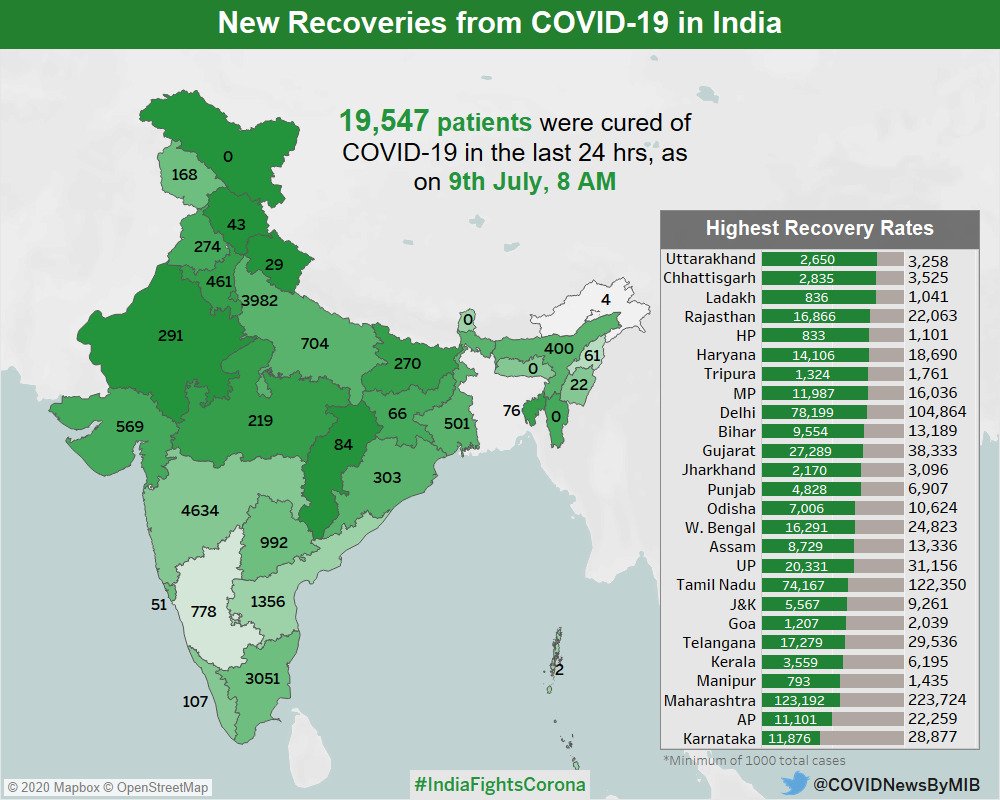 New Recoveries from COVID-19 in India
19,547 patients were cured of
COVID-19 in the last 24 hrs, as
on 9th July, 8 AM
0
168
43
274
29
461
3982
291
704
270
0
4
400
61
0
22
569
219
66
501
76
0
84
303
4634
992
51
778
1356
3051
107
2
Highest Recovery Rates
Uttarakhand 2,650 3,258
Chhattisgarh 2,835 3,525
Ladakh 836 1,041
Rajasthan 16,866 22,063
HP 833 1,101
Haryana 14,106 18,690
Tripura 1,324 1,761
MP 11,987 16,036
Delhi 78,199 104,864
Bihar 9,554 13,189
Gujarat 27,289 38,333
Jharkhand 2,170 3,096
Punjab 4,828 6,907
Odisha 7,006 10,624
W. Bengal 16,291 24,823
Assam 8,729 13,336
UP 20,331 31,156
Tamil Nadu 74,167 122,350
J&K 5,567 9,261
Goa 1,207 2,039
Telangana 17,279 29,536
Kerala 3,559 6,195
Manipur 793 1,435
Maharashtra 123,192 223,724
AP 11,101 22,259
Karnataka 11,876 28,877
*Minimum of 1000 total cases
© 2020 Mapbox © OpenStreetMap
#IndiaFightsCorona
@COVIDNewsByMIB